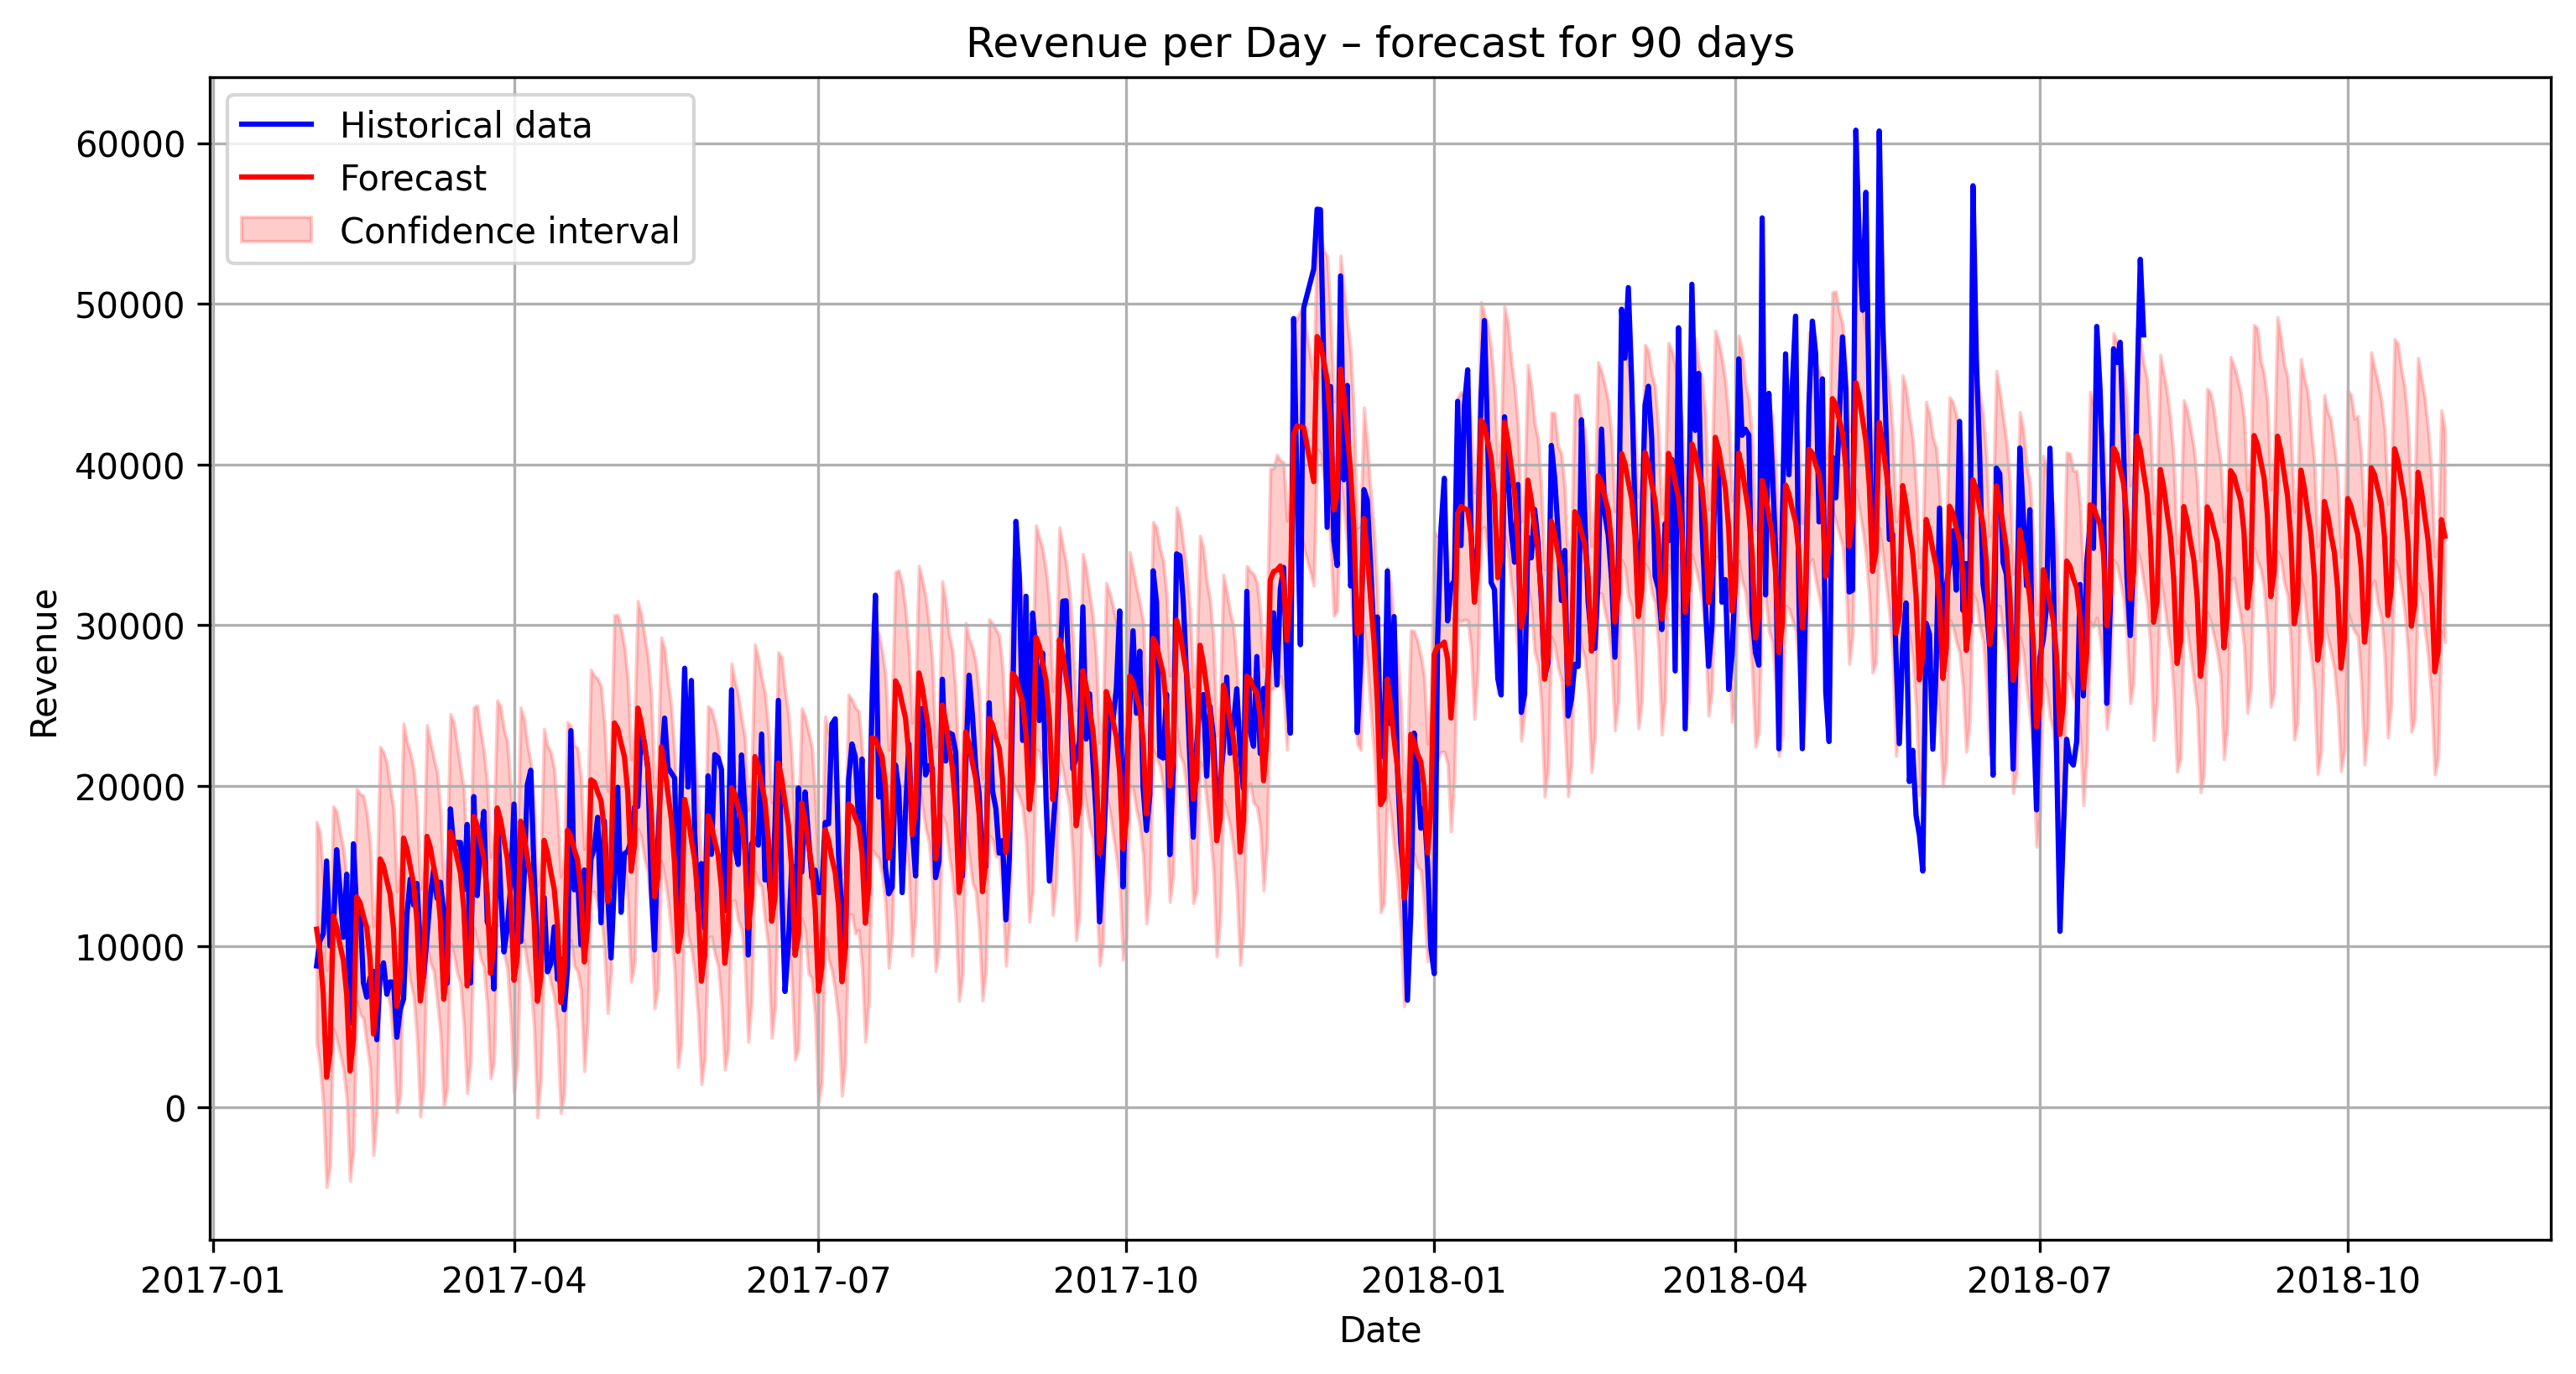 Revenue per Day – forecast for 90 days
Historical data
Forecast
Confidence interval
60000
50000
40000
30000
20000
10000
0
Revenue
2017-01 2017-04 2017-07 2017-10 2018-01 2018-04 2018-07 2018-10
Date